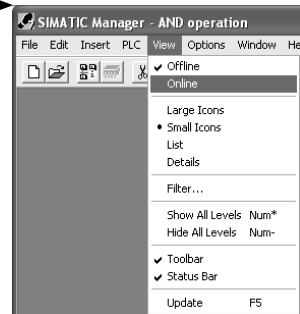 SIMATIC Manager - AND operation
File Edit Insert PLC View Options Window He
Offline
Online
Large Icons
Small Icons
List
Details
Filter...
Show All Levels Num*
Hide All Levels Num-
Toolbar
Status Bar
Update F5